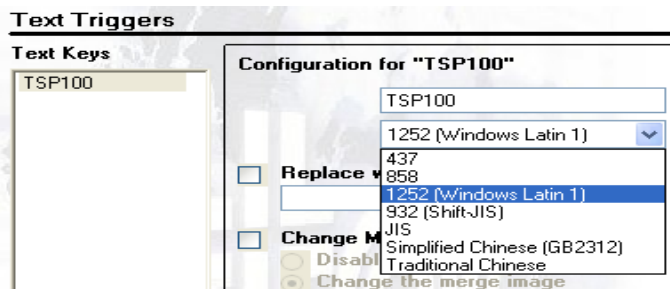 Text Triggers
Text Keys
TSP100
Configuration for "TSP100"
TSP100
1252 (Windows Latin 1)
437
858
1252 (Windows Latin 1)
932 (Shift-JIS)
JIS
Simplified Chinese (GB2312)
Traditional Chinese
Replace
Change M
Disabl
Change the merge image